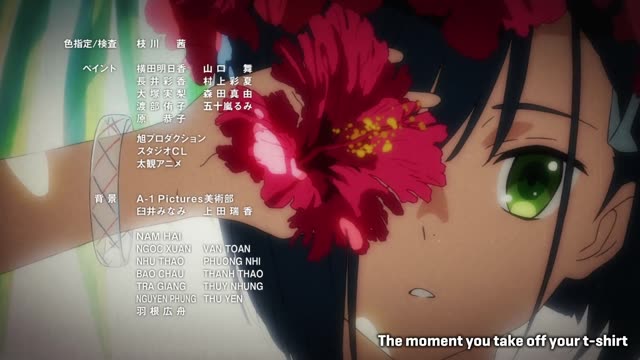 色指定/検査 枝川 茜
ペイント 横田明日香 山口 舞
長井彩香 村上彩夏
大塚実梨 森田真由
渡部侑子 五十嵐るみ
原 恭子
旭プロダクション
スタジオCL
太観アニメ
背景 A-1 Pictures美術部
臼井みなみ 上田瑞香
NAM HAI
NGOC XUAN VAN TOAN
NHU THAO PHUONG NHI
BAO CHAU THANH THAO
TRA GIANG THUY NHUNG
NGUYEN PHUNG THU YEN
羽根広舟
The moment you take off your t-shirt